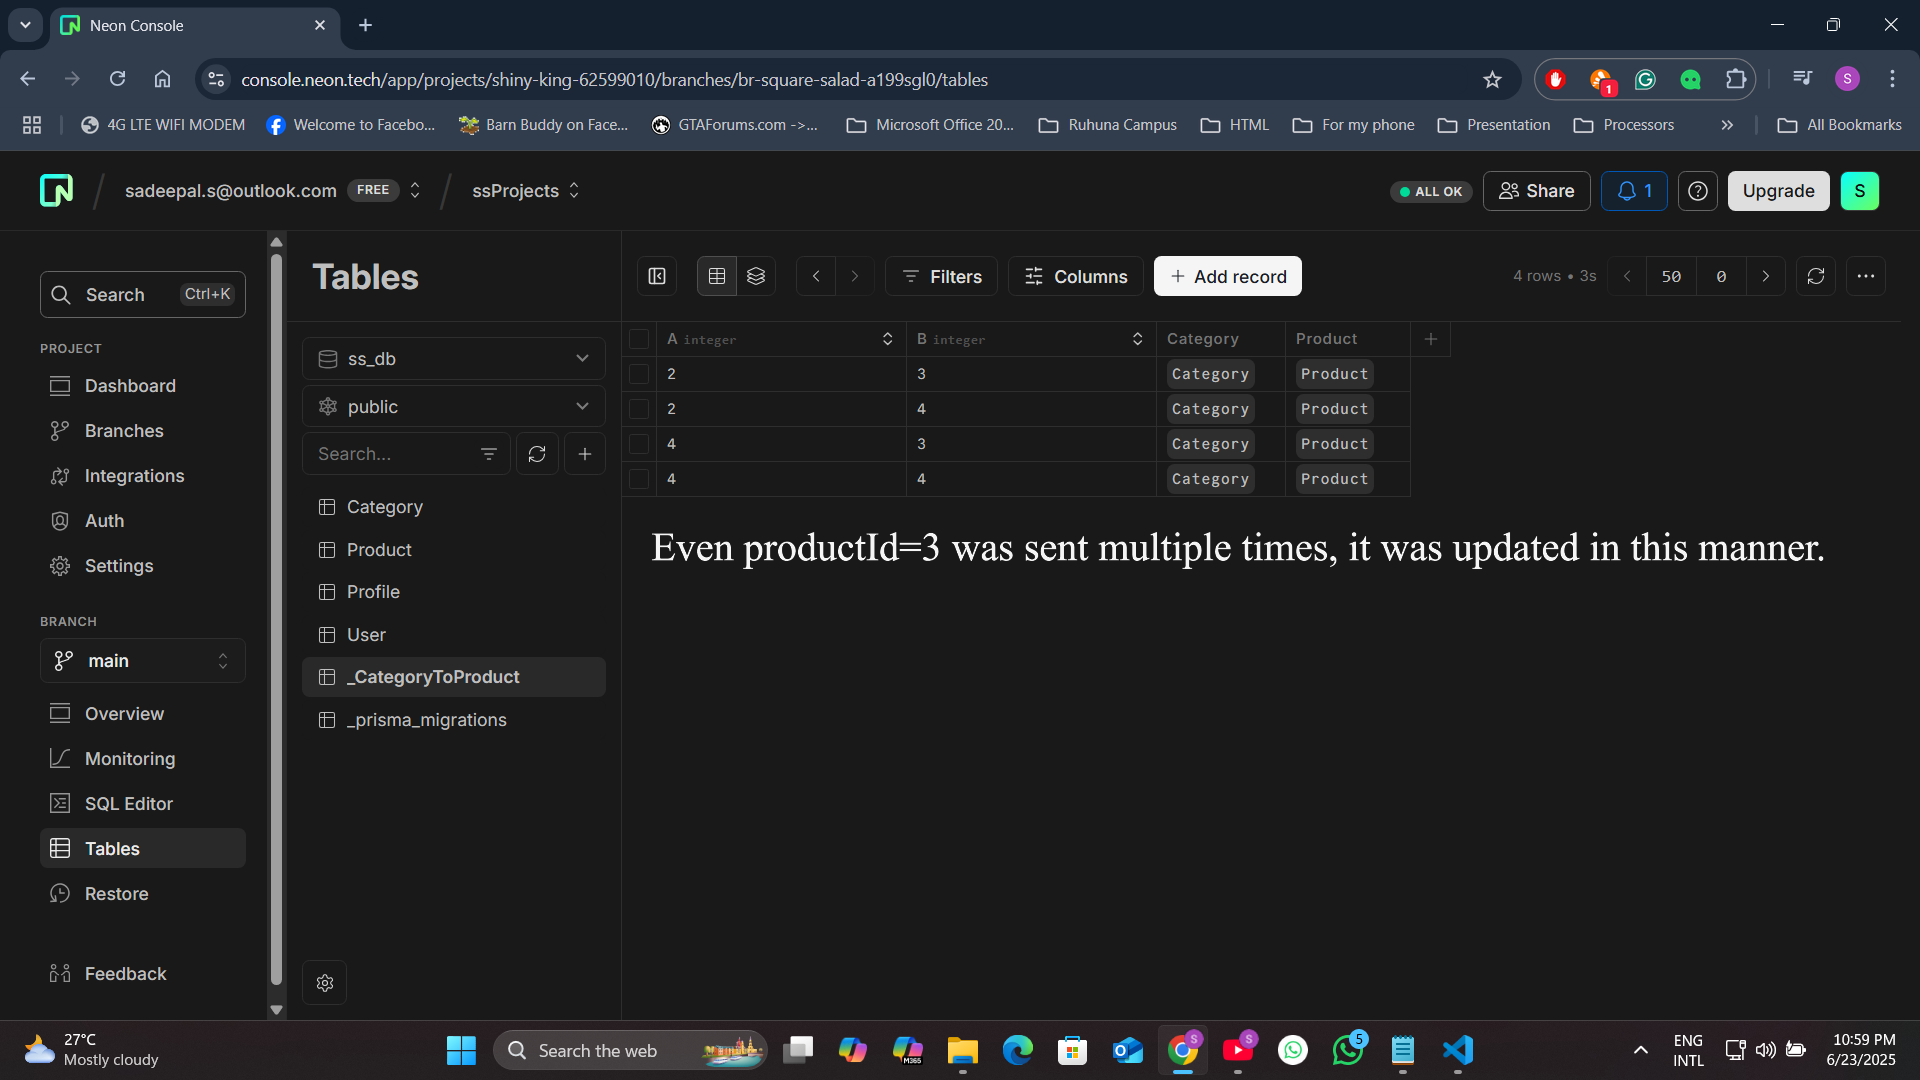 Neon Console
console.neon.tech/app/projects/shiny-king-62599010/branches/br-square-salad-a199sgl0/tables
1
S
4G LTE WIFI MODEM
Welcome to Facebo...
Barn Buddy on Face...
GTAForums.com ->...
Microsoft Office 20...
Ruhuna Campus
HTML
For my phone
Presentation
Processors
All Bookmarks
sadeepal.s@outlook.com FREE
ssProjects
ALL OK
Share
1
Upgrade
S
Search Ctrl+K
PROJECT
Dashboard
Branches
Integrations
Auth
Settings
BRANCH
main
Overview
Monitoring
SQL Editor
Tables
Restore
Feedback
Tables
ss_db
public
Search...
Category
Product
Profile
User
_CategoryToProduct
_prisma_migrations
Filters
Columns
Add record
4 rows • 3s
50
0
A integer B integer Category Product
2 3 Category Product
2 4 Category Product
4 3 Category Product
4 4 Category Product
Even productId=3 was sent multiple times, it was updated in this manner.
27°C
Mostly cloudy
Search the web
M365
S
S
5
ENG
INTL
10:59 PM
6/23/2025